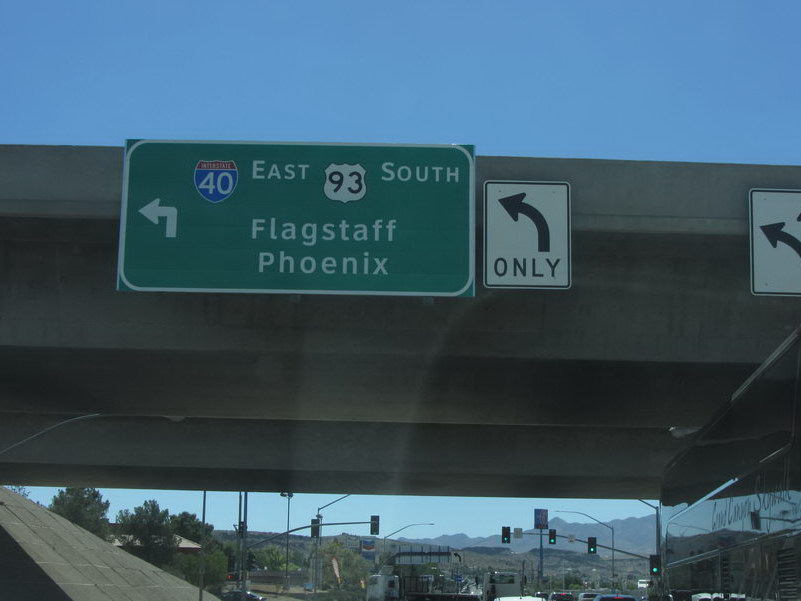 INTERSTATE
40 EAST 93 SOUTH
Flagstaff
Phoenix
ONLY